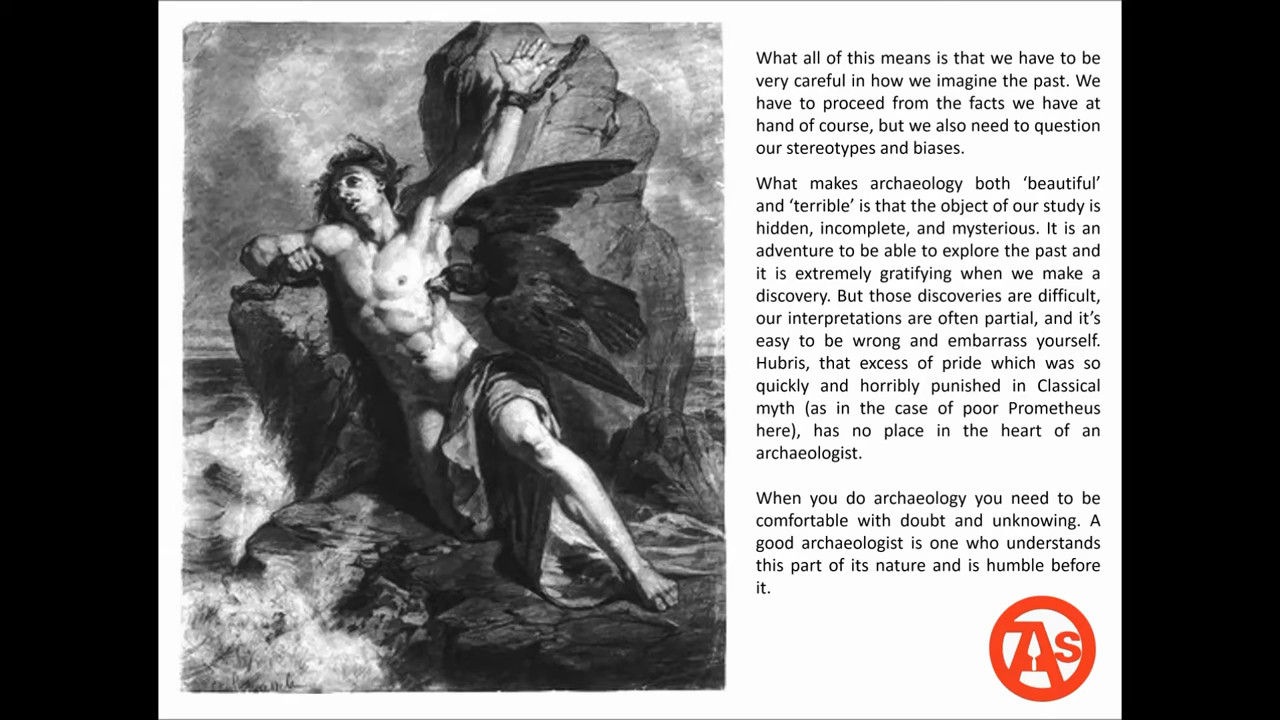 What all of this means is that we have to be
very careful in how we imagine the past. We
have to proceed from the facts we have at
hand of course, but we also need to question
our stereotypes and biases.
What makes archaeology both ‘beautiful’
and ‘terrible’ is that the object of our study is
hidden, incomplete, and mysterious. It is an
adventure to be able to explore the past and
it is extremely gratifying when we make a
discovery. But those discoveries are difficult,
our interpretations are often partial, and it’s
easy to be wrong and embarrass yourself.
Hubris, that excess of pride which was so
quickly and horribly punished in Classical
myth (as in the case of poor Prometheus
here), has no place in the heart of an
archaeologist.
When you do archaeology you need to be
comfortable with doubt and unknowing. A
good archaeologist is one who understands
this part of its nature and is humble before
it.
7As